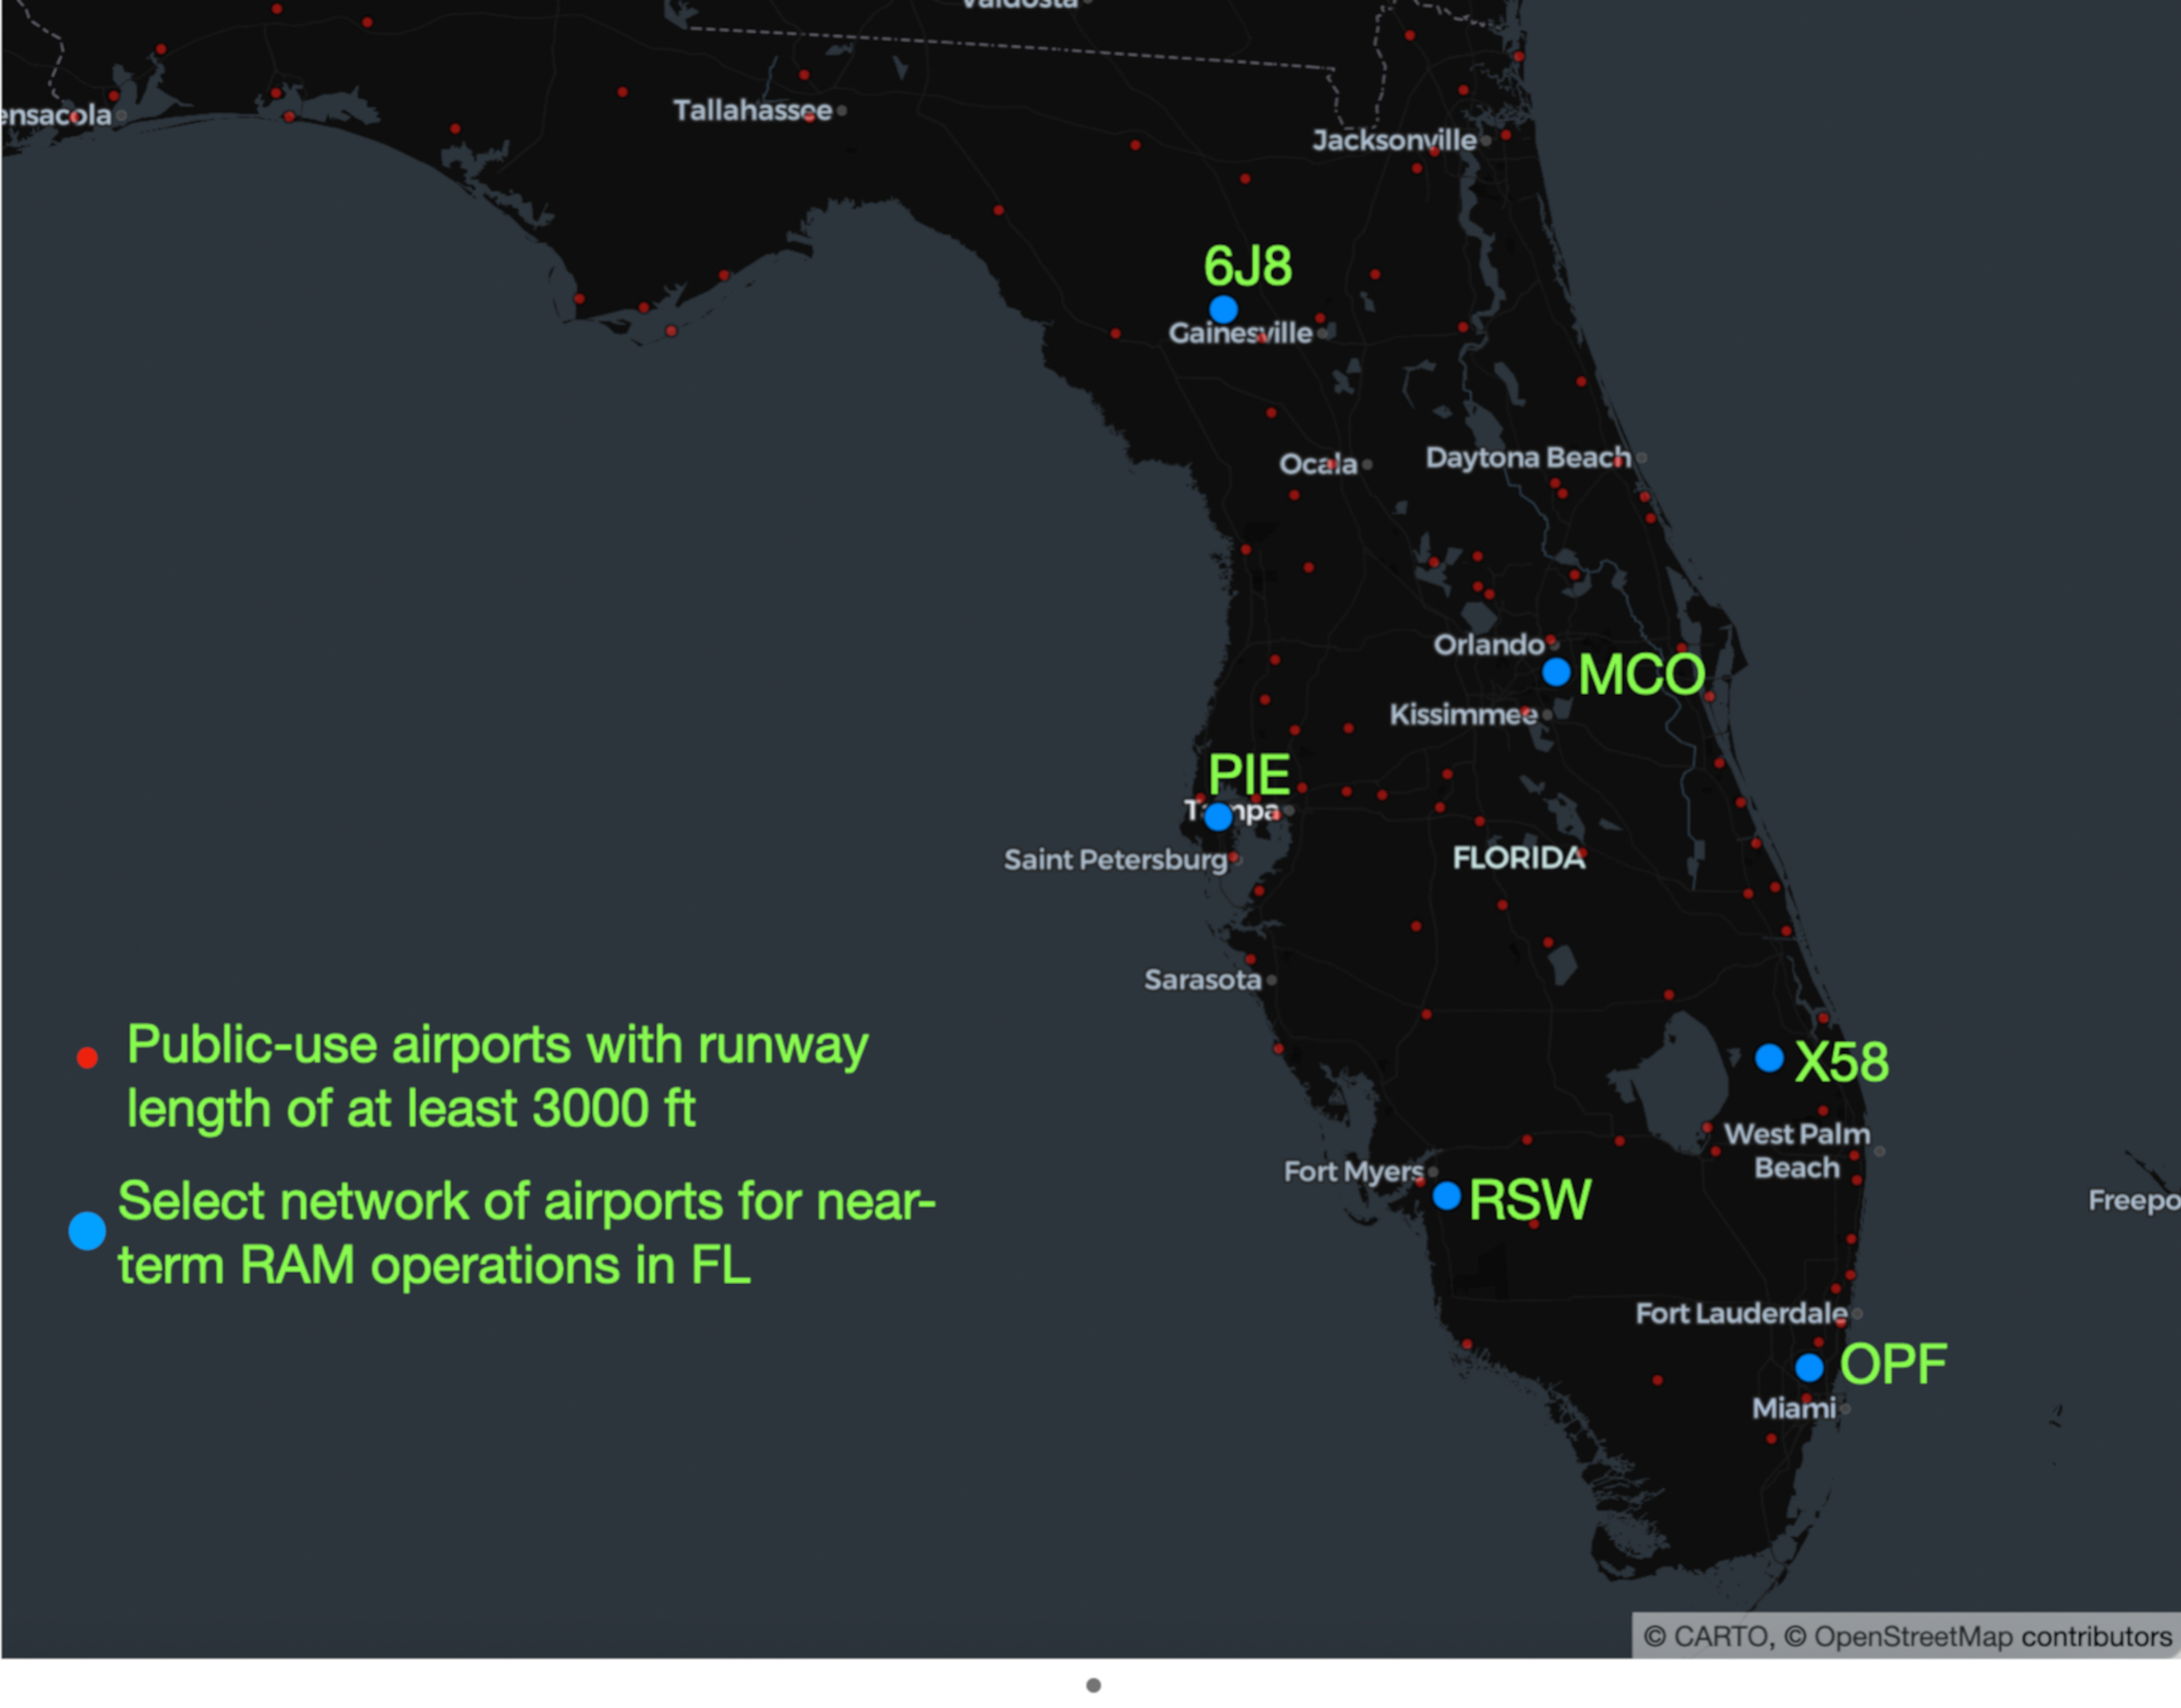 Valdosta
Tallahassee
ensacola
Jacksonville
6J8
Gainesville
Ocala
Daytona Beach
Orlando
MCO
Kissimmee
PIE
Tampa
Saint Petersburg
FLORIDA
Sarasota
Public-use airports with runway
length of at least 3000 ft
X58
West Palm
Beach
Fort Myers
RSW
Freepo
Select network of airports for near-
term RAM operations in FL
Fort Lauderdale
OPF
Miami
© CARTO, © OpenStreetMap contributors